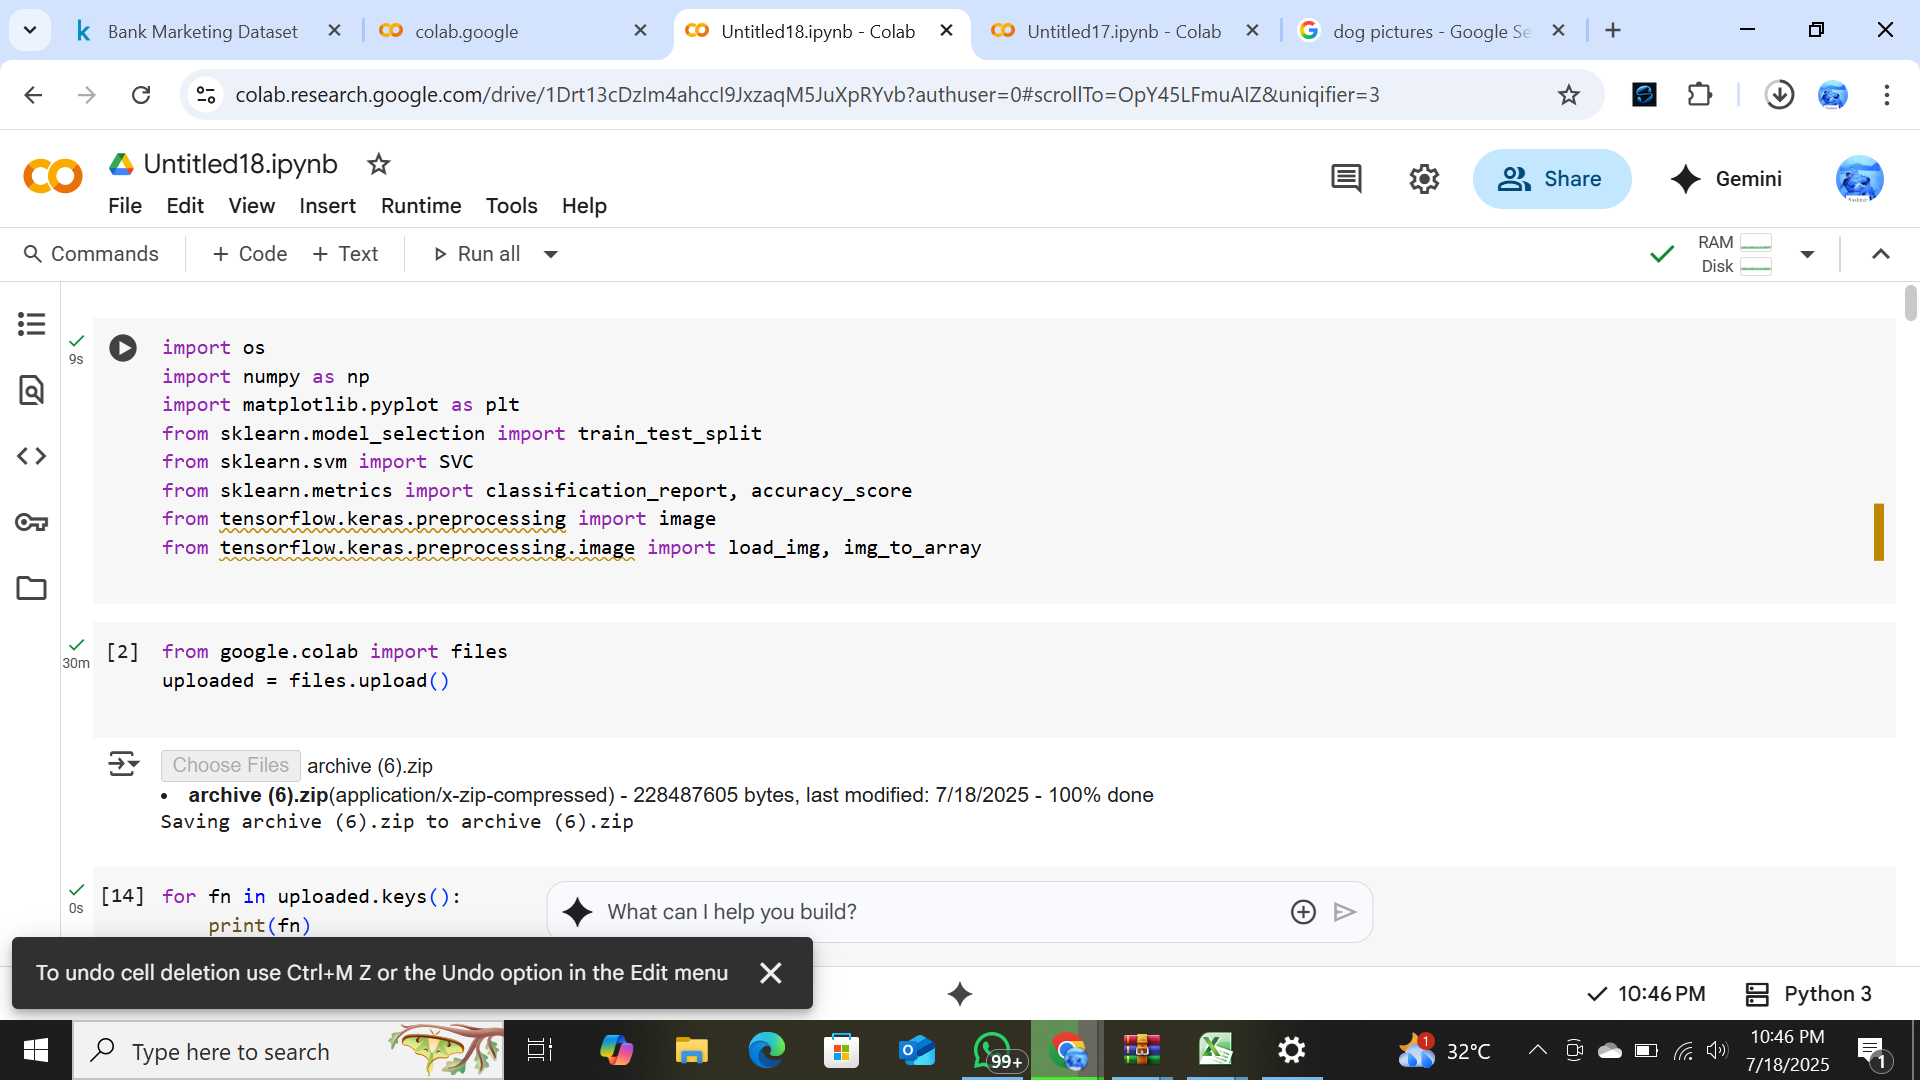 Bank Marketing Dataset
colab.google
Untitled18.ipynb - Colab
Untitled17.ipynb - Colab
dog pictures - Google Se
colab.research.google.com/drive/1Drt13cDzIm4ahccI9JxzaqM5JuXpRYvb?authuser=0#scrollTo=OpY45LFmuAIZ&uniqifier=3
Untitled18.ipynb
File Edit View Insert Runtime Tools Help
Share
Gemini
Commands + Code + Text Run all
RAM
Disk
9s
import os
import numpy as np
import matplotlib.pyplot as plt
from sklearn.model_selection import train_test_split
from sklearn.svm import SVC
from sklearn.metrics import classification_report, accuracy_score
from tensorflow.keras.preprocessing import image
from tensorflow.keras.preprocessing.image import load_img, img_to_array
30m
[2] from google.colab import files
uploaded = files.upload()
Choose Files archive (6).zip
• archive (6).zip(application/x-zip-compressed) - 228487605 bytes, last modified: 7/18/2025 - 100% done
Saving archive (6).zip to archive (6).zip
0s
[14] for fn in uploaded.keys():
print(fn)
What can I help you build?
To undo cell deletion use Ctrl+M Z or the Undo option in the Edit menu
10:46 PM
Python 3
Type here to search
99+
1
32°C
10:46 PM
7/18/2025
1